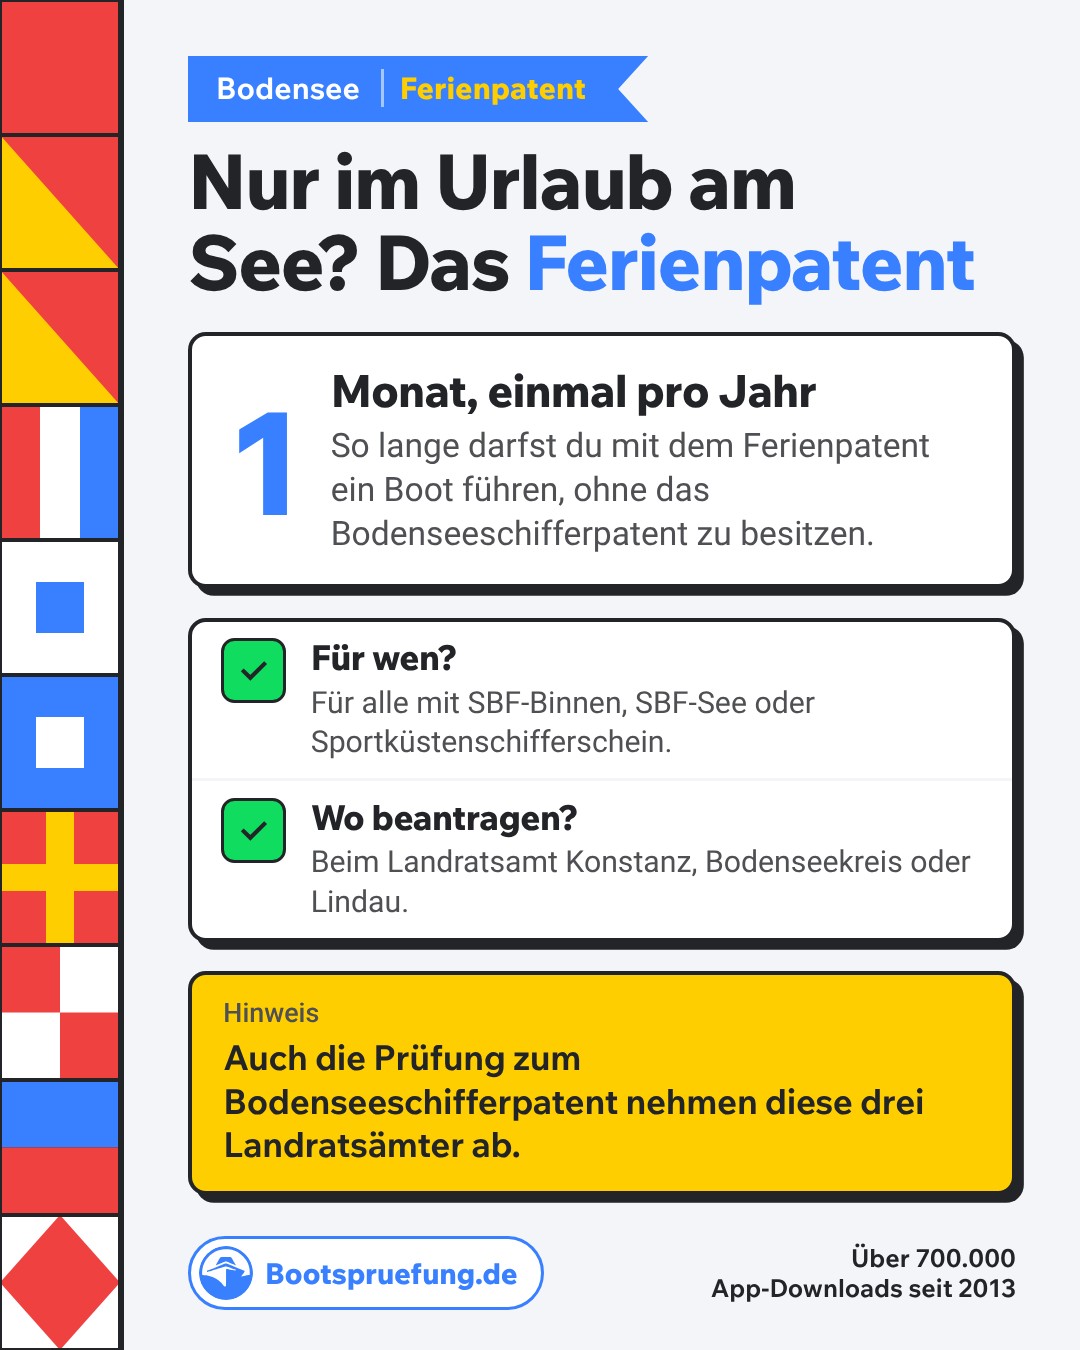 Bodensee | Ferienpatent
Nur im Urlaub am
See? Das Ferienpatent
1
Monat, einmal pro Jahr
So lange darfst du mit dem Ferienpatent
ein Boot führen, ohne das
Bodenseeschifferpatent zu besitzen.
Für wen?
Für alle mit SBF-Binnen, SBF-See oder
Sportküstenschifferschein.
Wo beantragen?
Beim Landratsamt Konstanz, Bodenseekreis oder
Lindau.
Hinweis
Auch die Prüfung zum
Bodenseeschifferpatent nehmen diese drei
Landratsämter ab.
Bootspruefung.de
Über 700.000
App-Downloads seit 2013